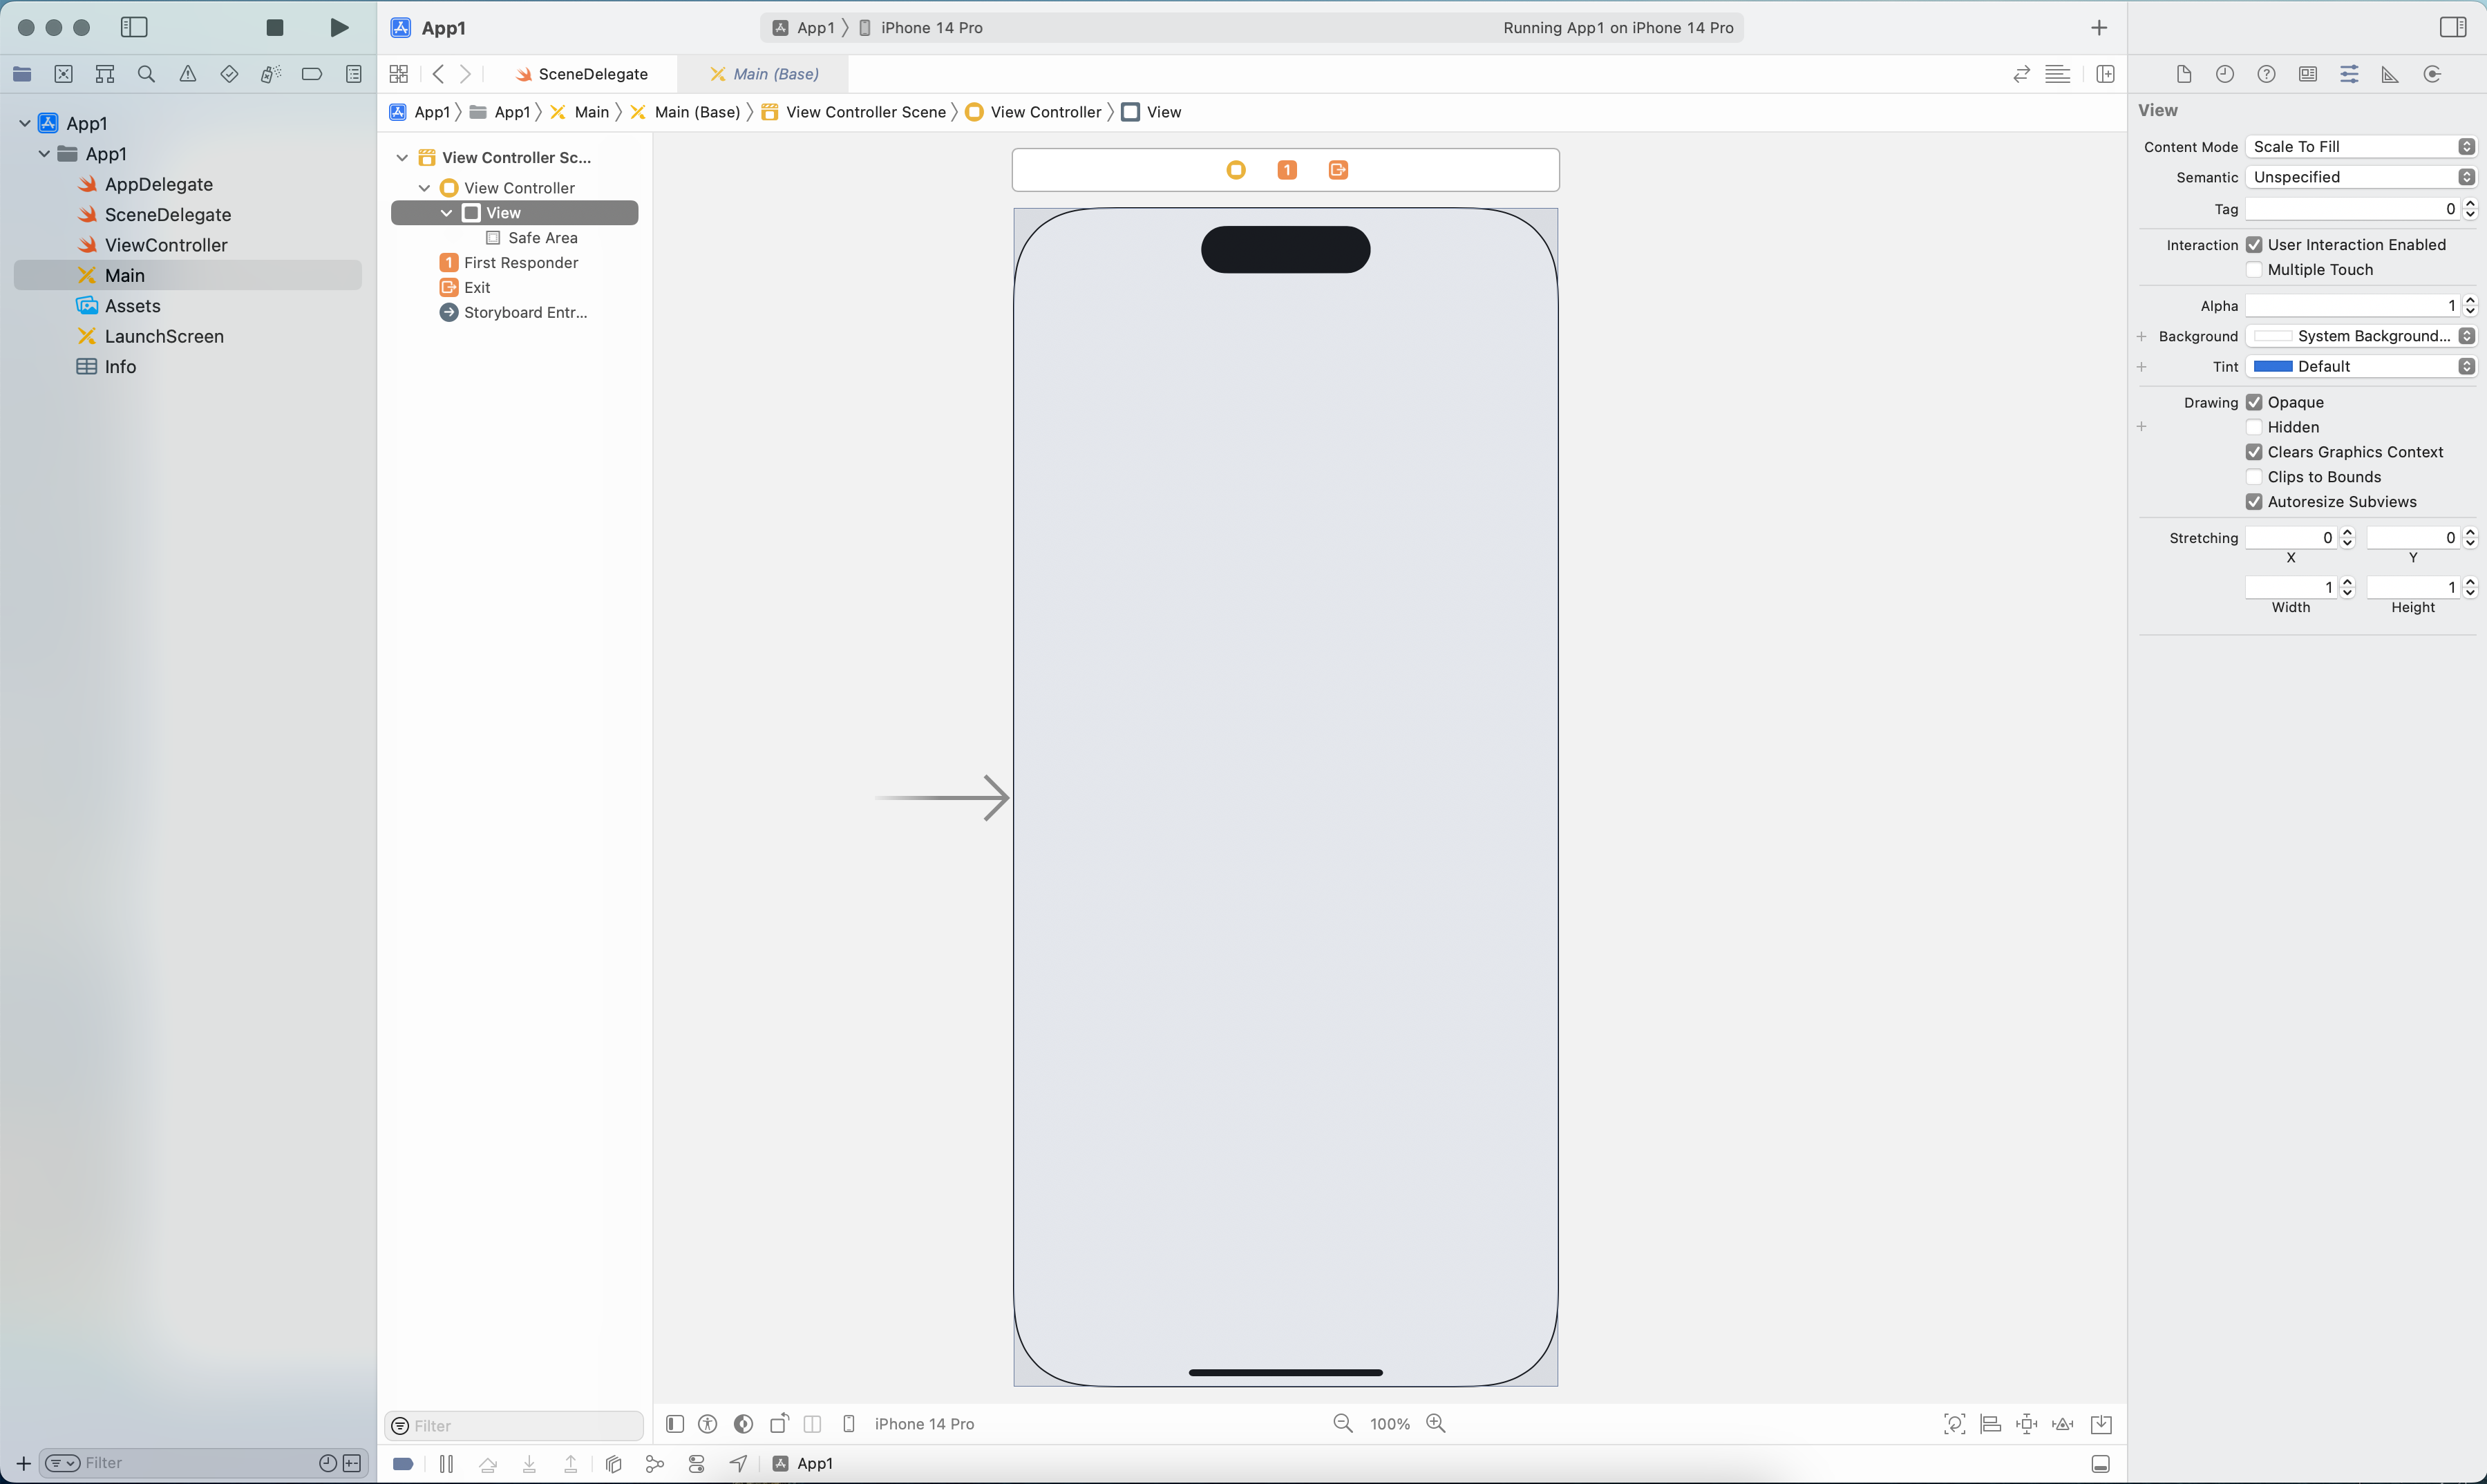 App1
App1 iPhone 14 Pro Running App1 on iPhone 14 Pro
SceneDelegate
Main (Base)
App1 App1 Main Main (Base) View Controller Scene View Controller View
App1
App1
AppDelegate
SceneDelegate
ViewController
Main
Assets
LaunchScreen
Info
Filter
View Controller Sc...
View Controller
View
Safe Area
First Responder
Exit
Storyboard Entr...
Filter
1
iPhone 14 Pro
100%
App1
View
Content Mode Scale To Fill
Semantic Unspecified
Tag 0
Interaction User Interaction Enabled
Multiple Touch
Alpha 1
Background System Background...
Tint Default
Drawing Opaque
Hidden
Clears Graphics Context
Clips to Bounds
Autoresize Subviews
Stretching 0 0
X Y
1 1
Width Height